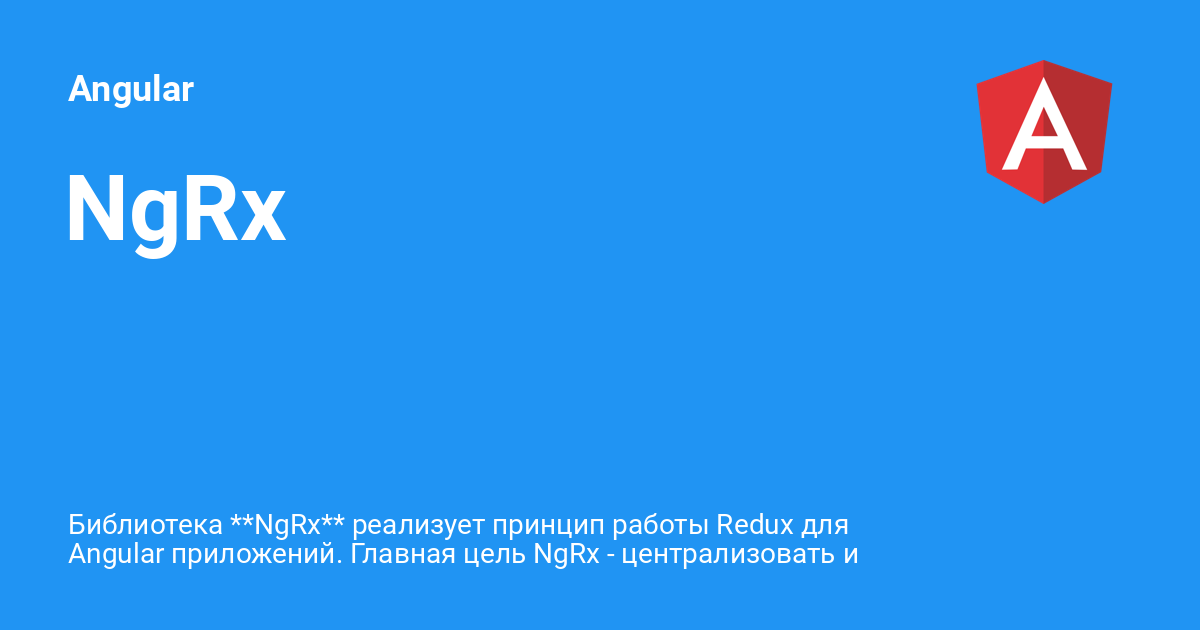 Angular
NgRx
Библиотека **NgRx** реализует принцип работы Redux для
Angular приложений. Главная цель NgRx - централизовать и